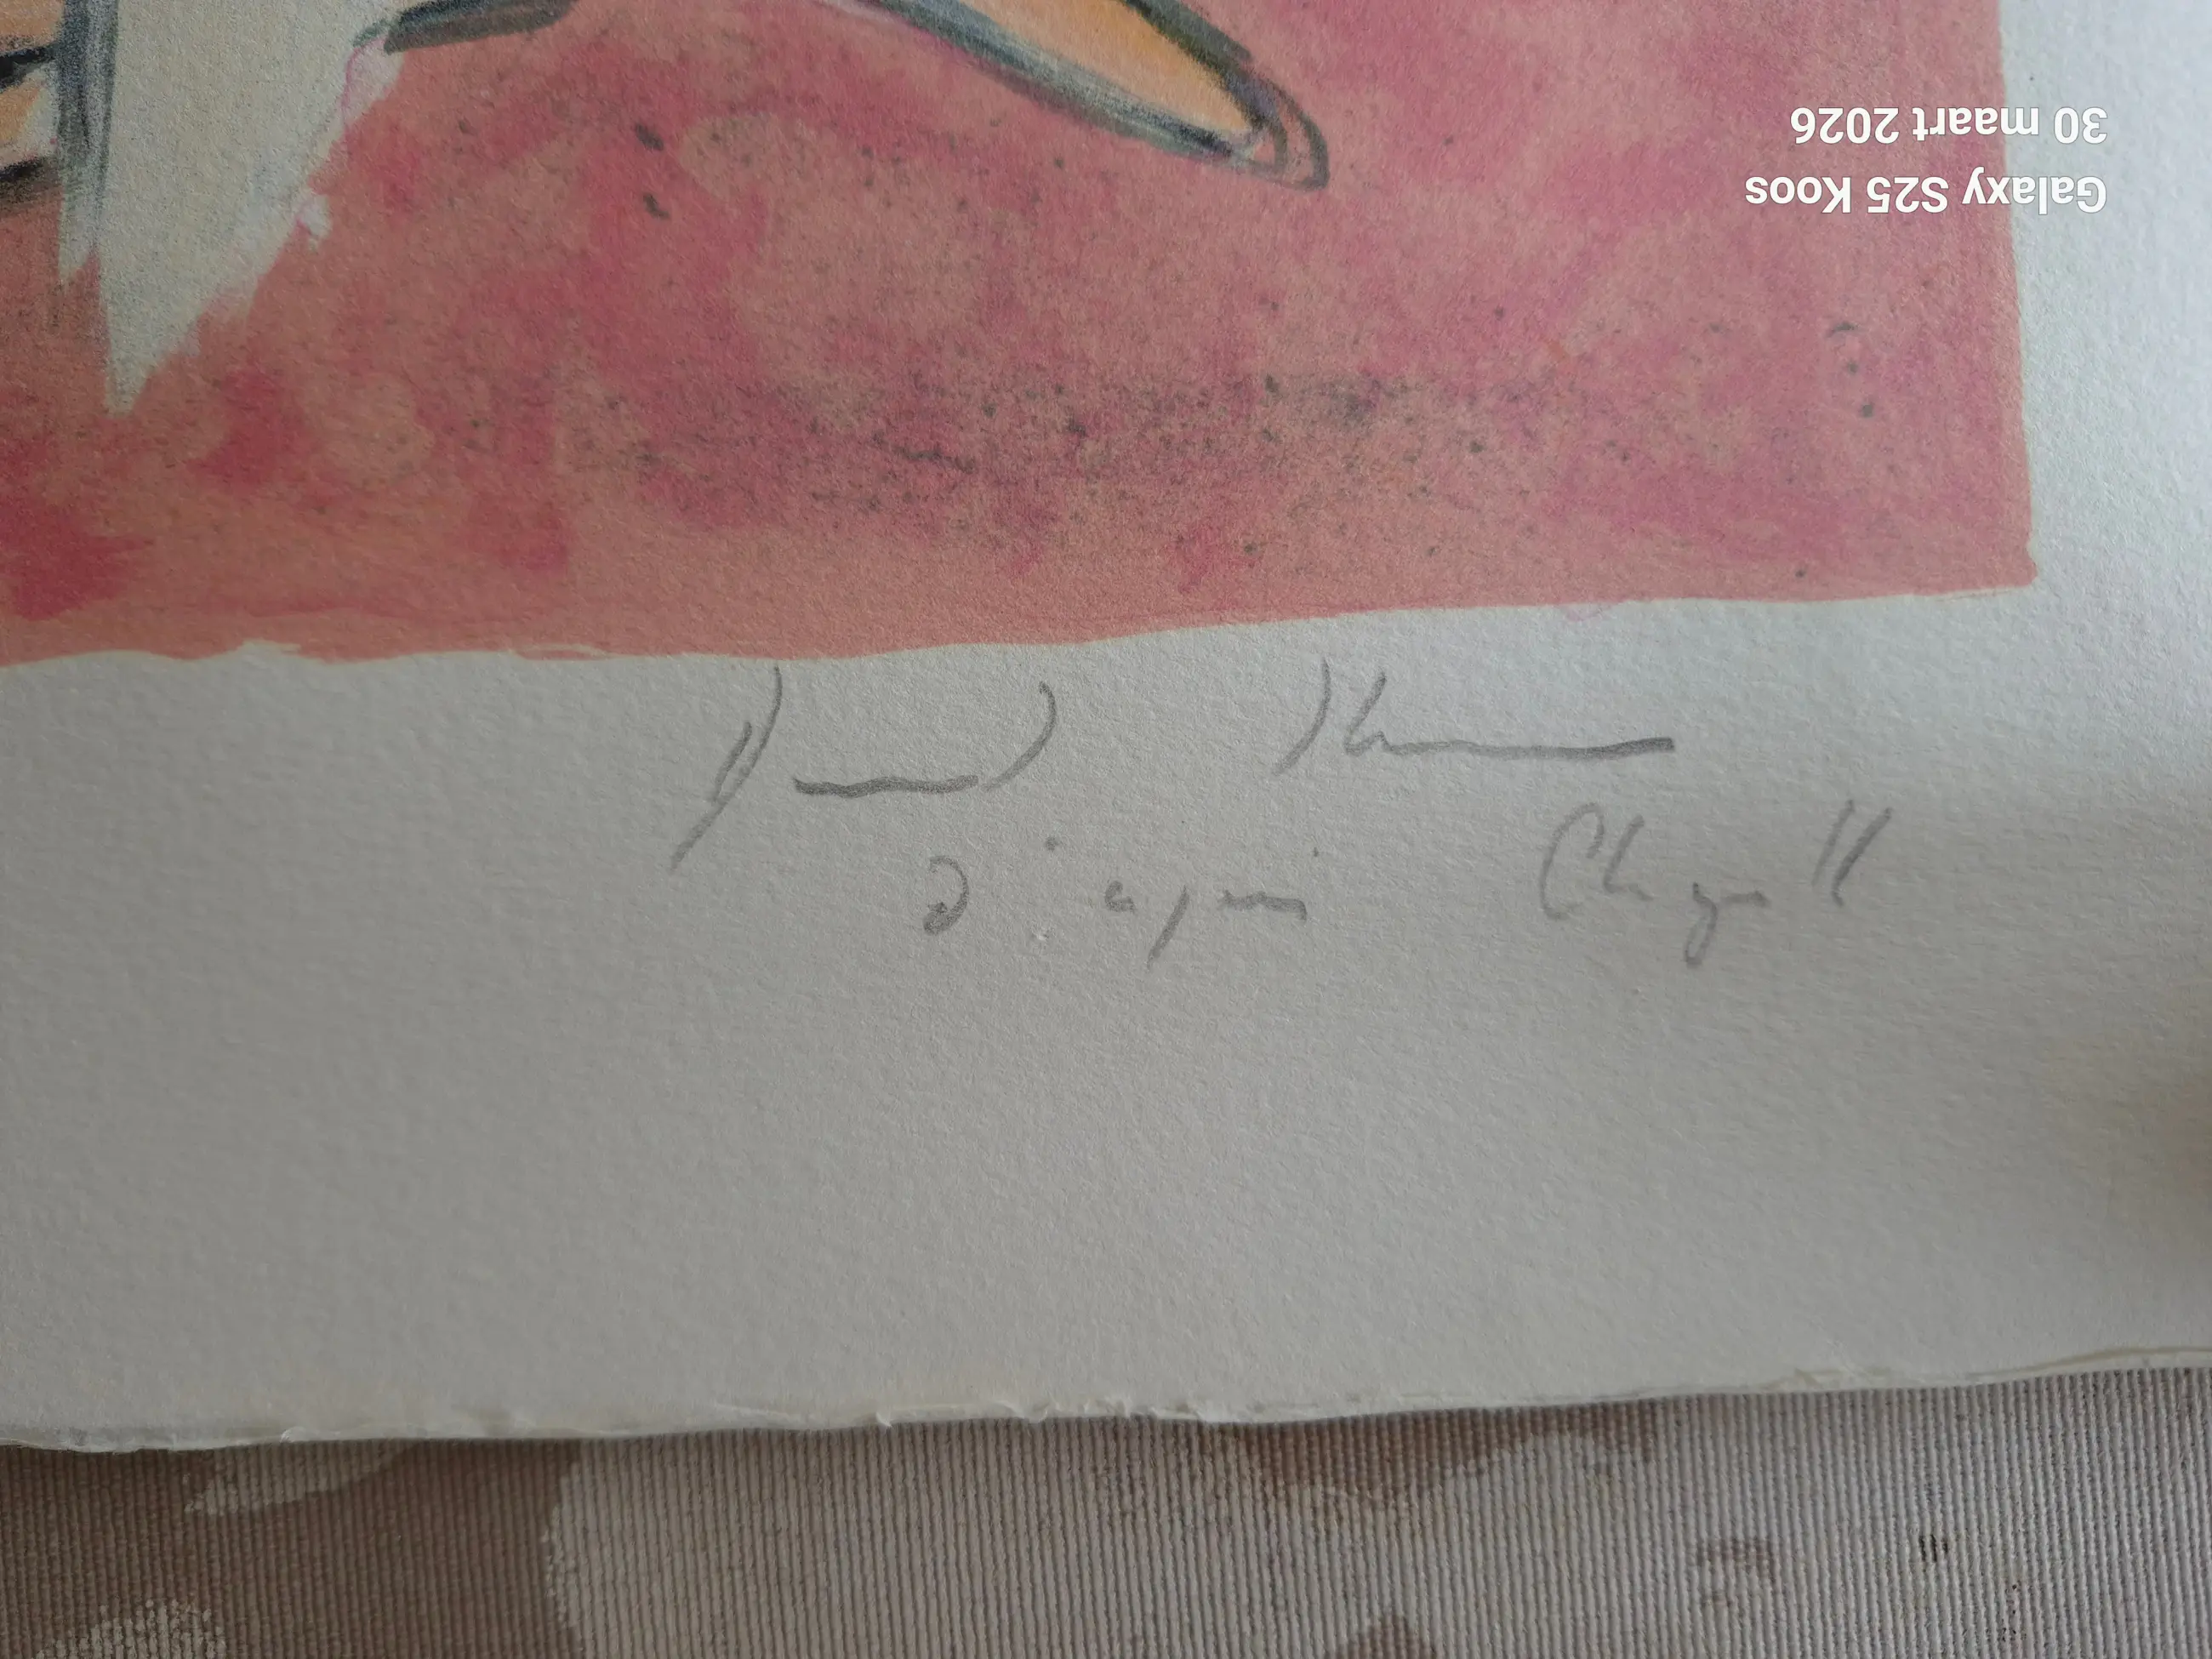 30 maart 2026
Galaxy S25 Koos
d'après Chagall